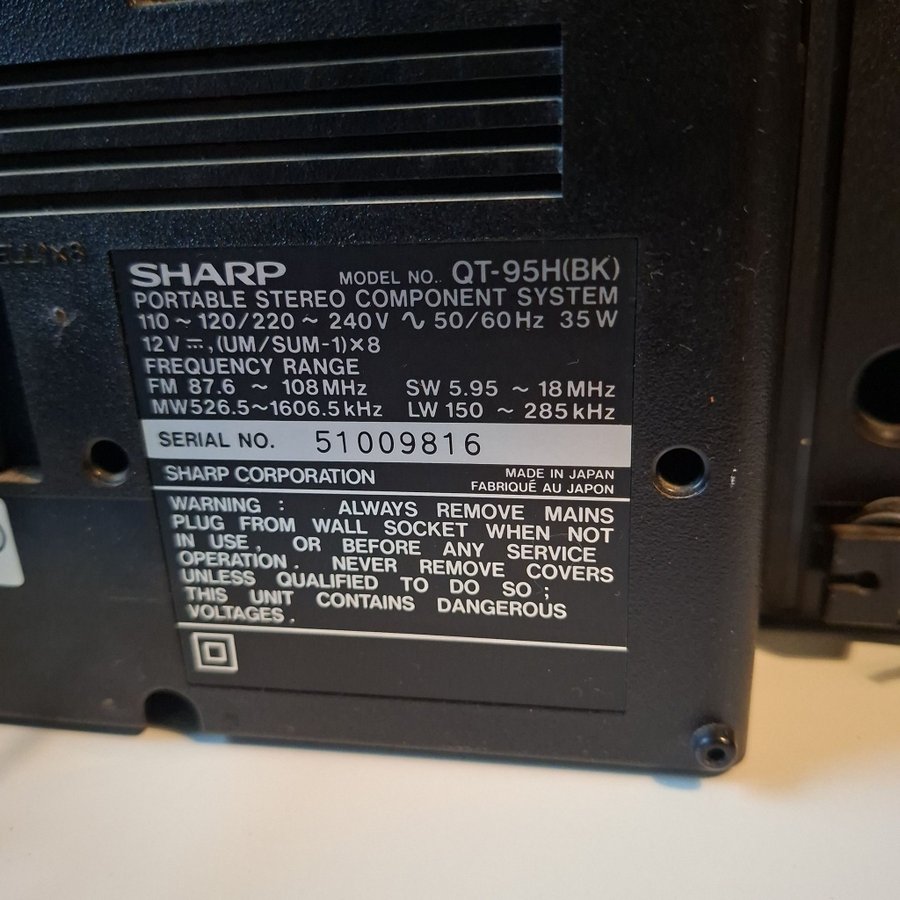 SHARP MODEL NO. QT-95H(BK)
PORTABLE STEREO COMPONENT SYSTEM
110 ~ 120/220 ~ 240V ∿ 50/60Hz 35W
12V ⎓, (UM/SUM-1)×8
FREQUENCY RANGE
FM 87.6 ~ 108MHz SW 5.95 ~ 18MHz
MW526.5~1606.5kHz LW 150 ~ 285kHz
SERIAL NO. 51009816
SHARP CORPORATION MADE IN JAPAN
FABRIQUÉ AU JAPON
WARNING : ALWAYS REMOVE MAINS
PLUG FROM WALL SOCKET WHEN NOT
IN USE, OR BEFORE ANY SERVICE
OPERATION. NEVER REMOVE COVERS
UNLESS QUALIFIED TO DO SO ;
THIS UNIT CONTAINS DANGEROUS
VOLTAGES.